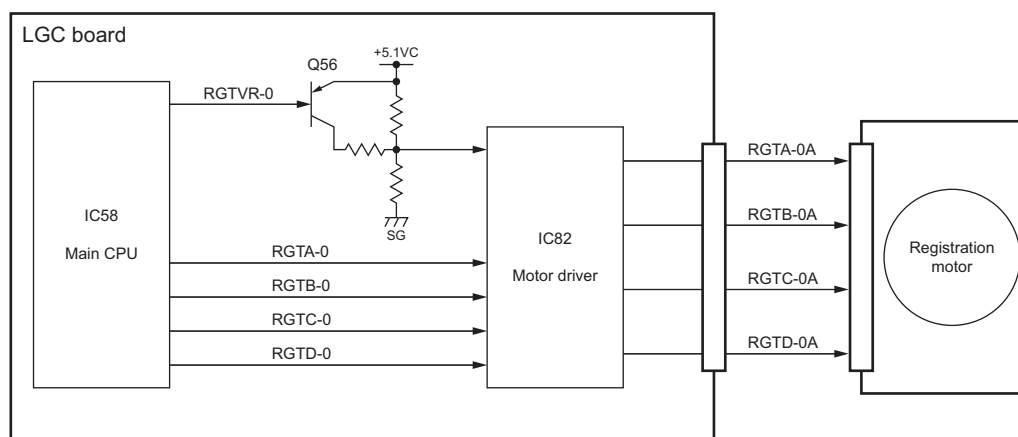 LGC board
+5.1VC
Q56
RGTVR-0
SG
IC58
Main CPU
RGTA-0
RGTB-0
RGTC-0
RGTD-0
IC82
Motor driver
RGTA-0A
RGTB-0A
RGTC-0A
RGTD-0A
Registration
motor